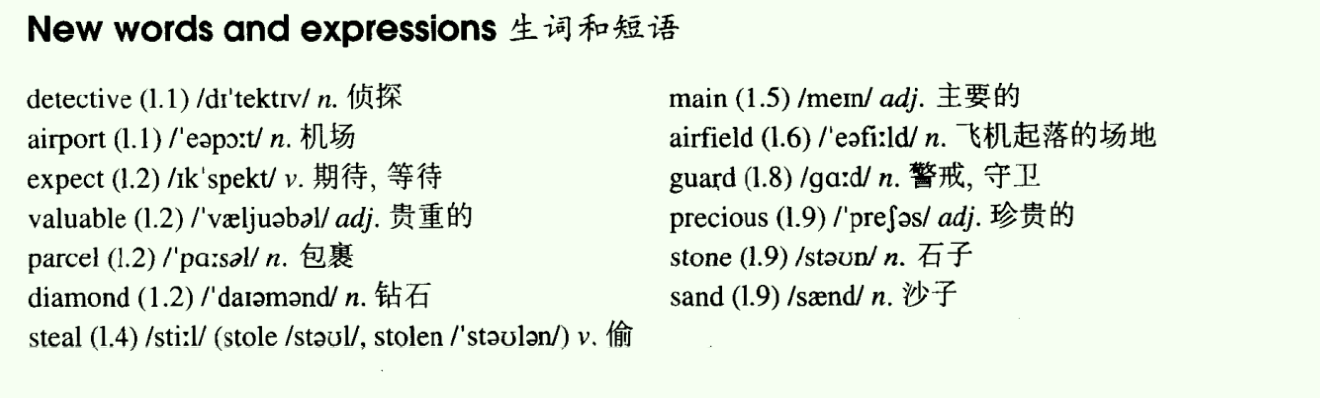 New words and expressions 生词和短语
detective (l.1) /dɪˈtektɪv/ n. 侦探
airport (l.1) /ˈeəpɔːt/ n. 机场
expect (l.2) /ɪkˈspekt/ v. 期待, 等待
valuable (l.2) /ˈvæljuəbəl/ adj. 贵重的
parcel (l.2) /ˈpɑːsəl/ n. 包裹
diamond (l.2) /ˈdaɪəmənd/ n. 钻石
steal (l.4) /stiːl/ (stole /stəʊl/, stolen /ˈstəʊlən/) v. 偷
main (l.5) /meɪn/ adj. 主要的
airfield (l.6) /ˈeəfiːld/ n. 飞机起落的场地
guard (l.8) /ɡɑːd/ n. 警戒, 守卫
precious (l.9) /ˈpreʃəs/ adj. 珍贵的
stone (l.9) /stəʊn/ n. 石子
sand (l.9) /sænd/ n. 沙子